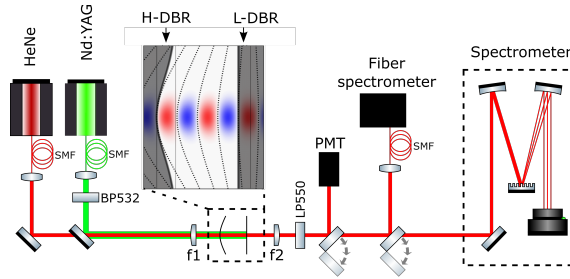 H-DBR
L-DBR
HeNe
Nd:YAG
Fiber
spectrometer
Spectrometer
SMF
SMF
SMF
PMT
BP532
LP550
f1
f2